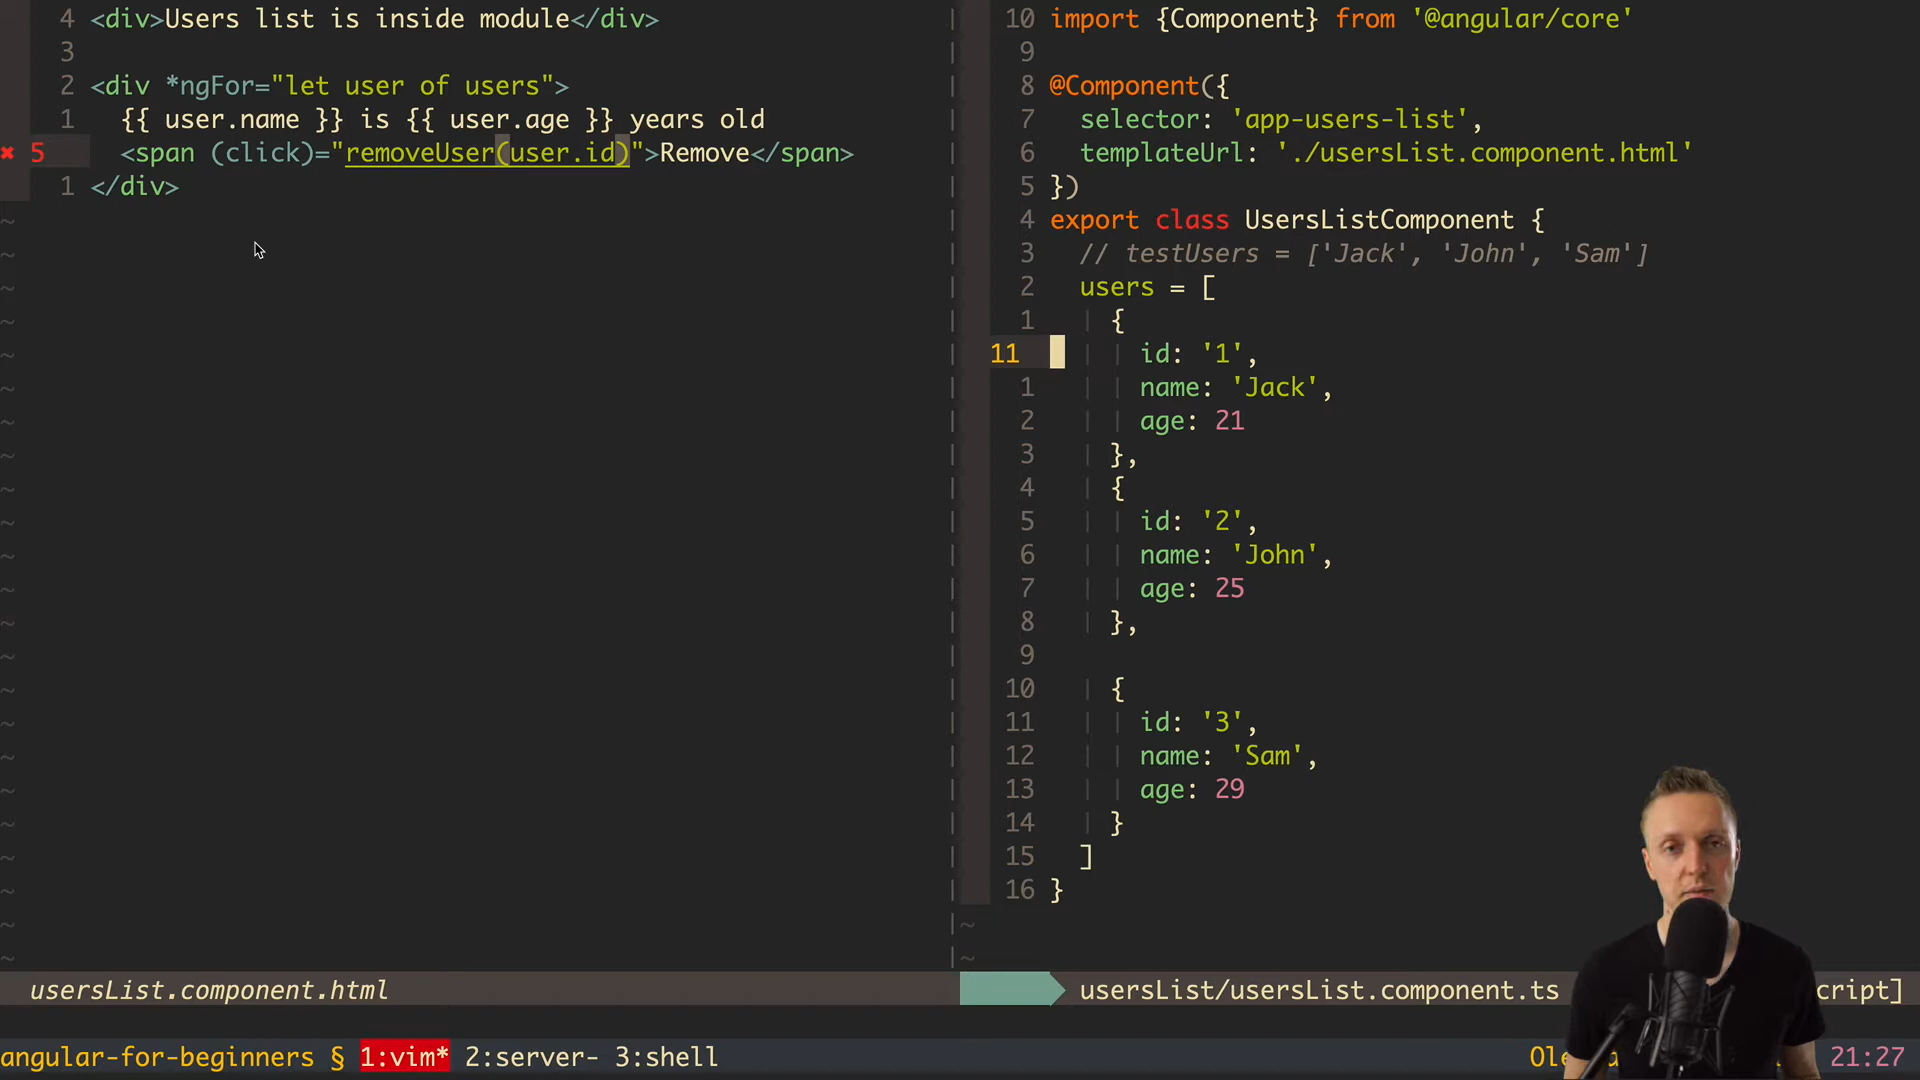 4 <div>Users list is inside module</div>
3
2 <div *ngFor="let user of users">
1 {{ user.name }} is {{ user.age }} years old
✖ 5 <span (click)="removeUser(user.id)">Remove</span>
1 </div>
10 import {Component} from '@angular/core'
9
8 @Component({
7 selector: 'app-users-list',
6 templateUrl: './usersList.component.html'
5 })
4 export class UsersListComponent {
3 // testUsers = ['Jack', 'John', 'Sam']
2 users = [
1 {
11 id: '1',
1 name: 'Jack',
2 age: 21
3 },
4 {
5 id: '2',
6 name: 'John',
7 age: 25
8 },
9
10 {
11 id: '3',
12 name: 'Sam',
13 age: 29
14 }
15 ]
16 }
usersList.component.html
usersList/usersList.component.ts cript]
angular-for-beginners § 1:vim* 2:server- 3:shell 21:27